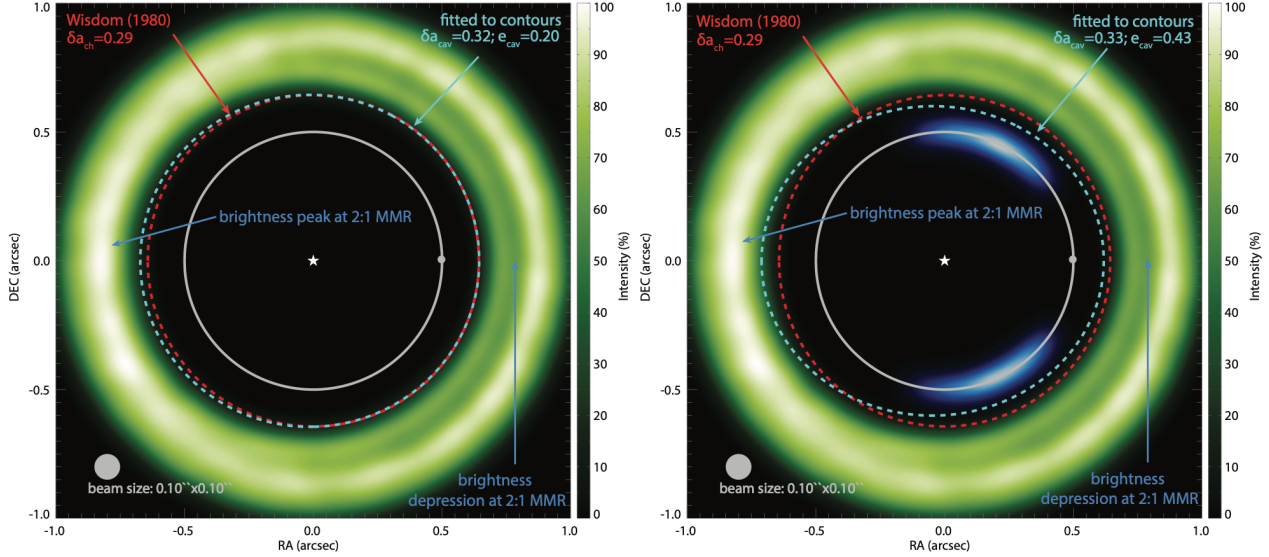 Wisdom (1980)
δa_ch=0.29
fitted to contours
δa_cav=0.32; e_cav=0.20
brightness peak at 2:1 MMR
brightness
depression at 2:1 MMR
beam size: 0.10``x0.10``
DEC (arcsec)
1.0
0.5
0.0
-0.5
-1.0
-1.0
-0.5
0.0
0.5
1.0
RA (arcsec)
100
90
80
70
60
50
40
30
20
10
0
Intensity (%)
Wisdom (1980)
δa_ch=0.29
fitted to contours
δa_cav=0.33; e_cav=0.43
brightness peak at 2:1 MMR
brightness
depression at 2:1 MMR
beam size: 0.10``x0.10``
DEC (arcsec)
1.0
0.5
0.0
-0.5
-1.0
-1.0
-0.5
0.0
0.5
1.0
RA (arcsec)
100
90
80
70
60
50
40
30
20
10
0
Intensity (%)